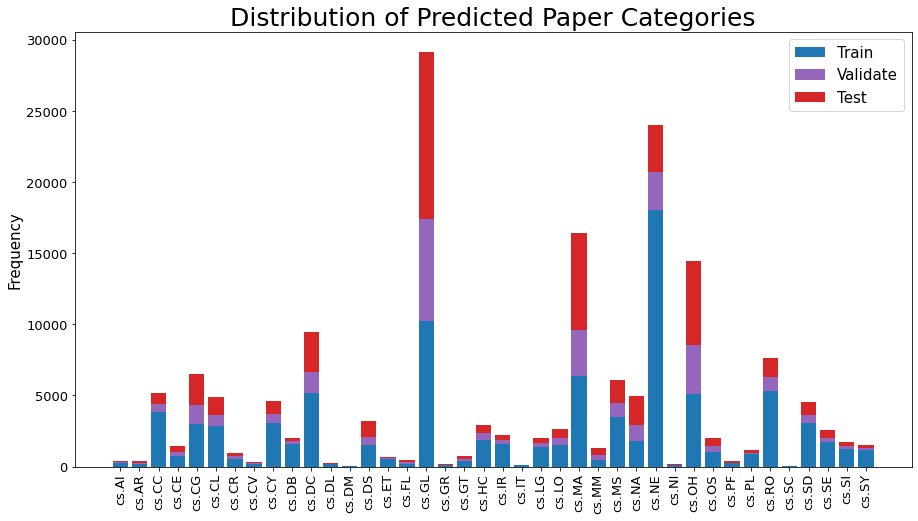 Distribution of Predicted Paper Categories
Train
Validate
Test
Frequency
30000
25000
20000
15000
10000
5000
0
cs.AI
cs.AR
cs.CC
cs.CE
cs.CG
cs.CL
cs.CR
cs.CV
cs.CY
cs.DB
cs.DC
cs.DL
cs.DM
cs.DS
cs.ET
cs.FL
cs.GL
cs.GR
cs.GT
cs.HC
cs.IR
cs.IT
cs.LG
cs.LO
cs.MA
cs.MM
cs.MS
cs.NA
cs.NE
cs.NI
cs.OH
cs.OS
cs.PF
cs.PL
cs.RO
cs.SC
cs.SD
cs.SE
cs.SI
cs.SY